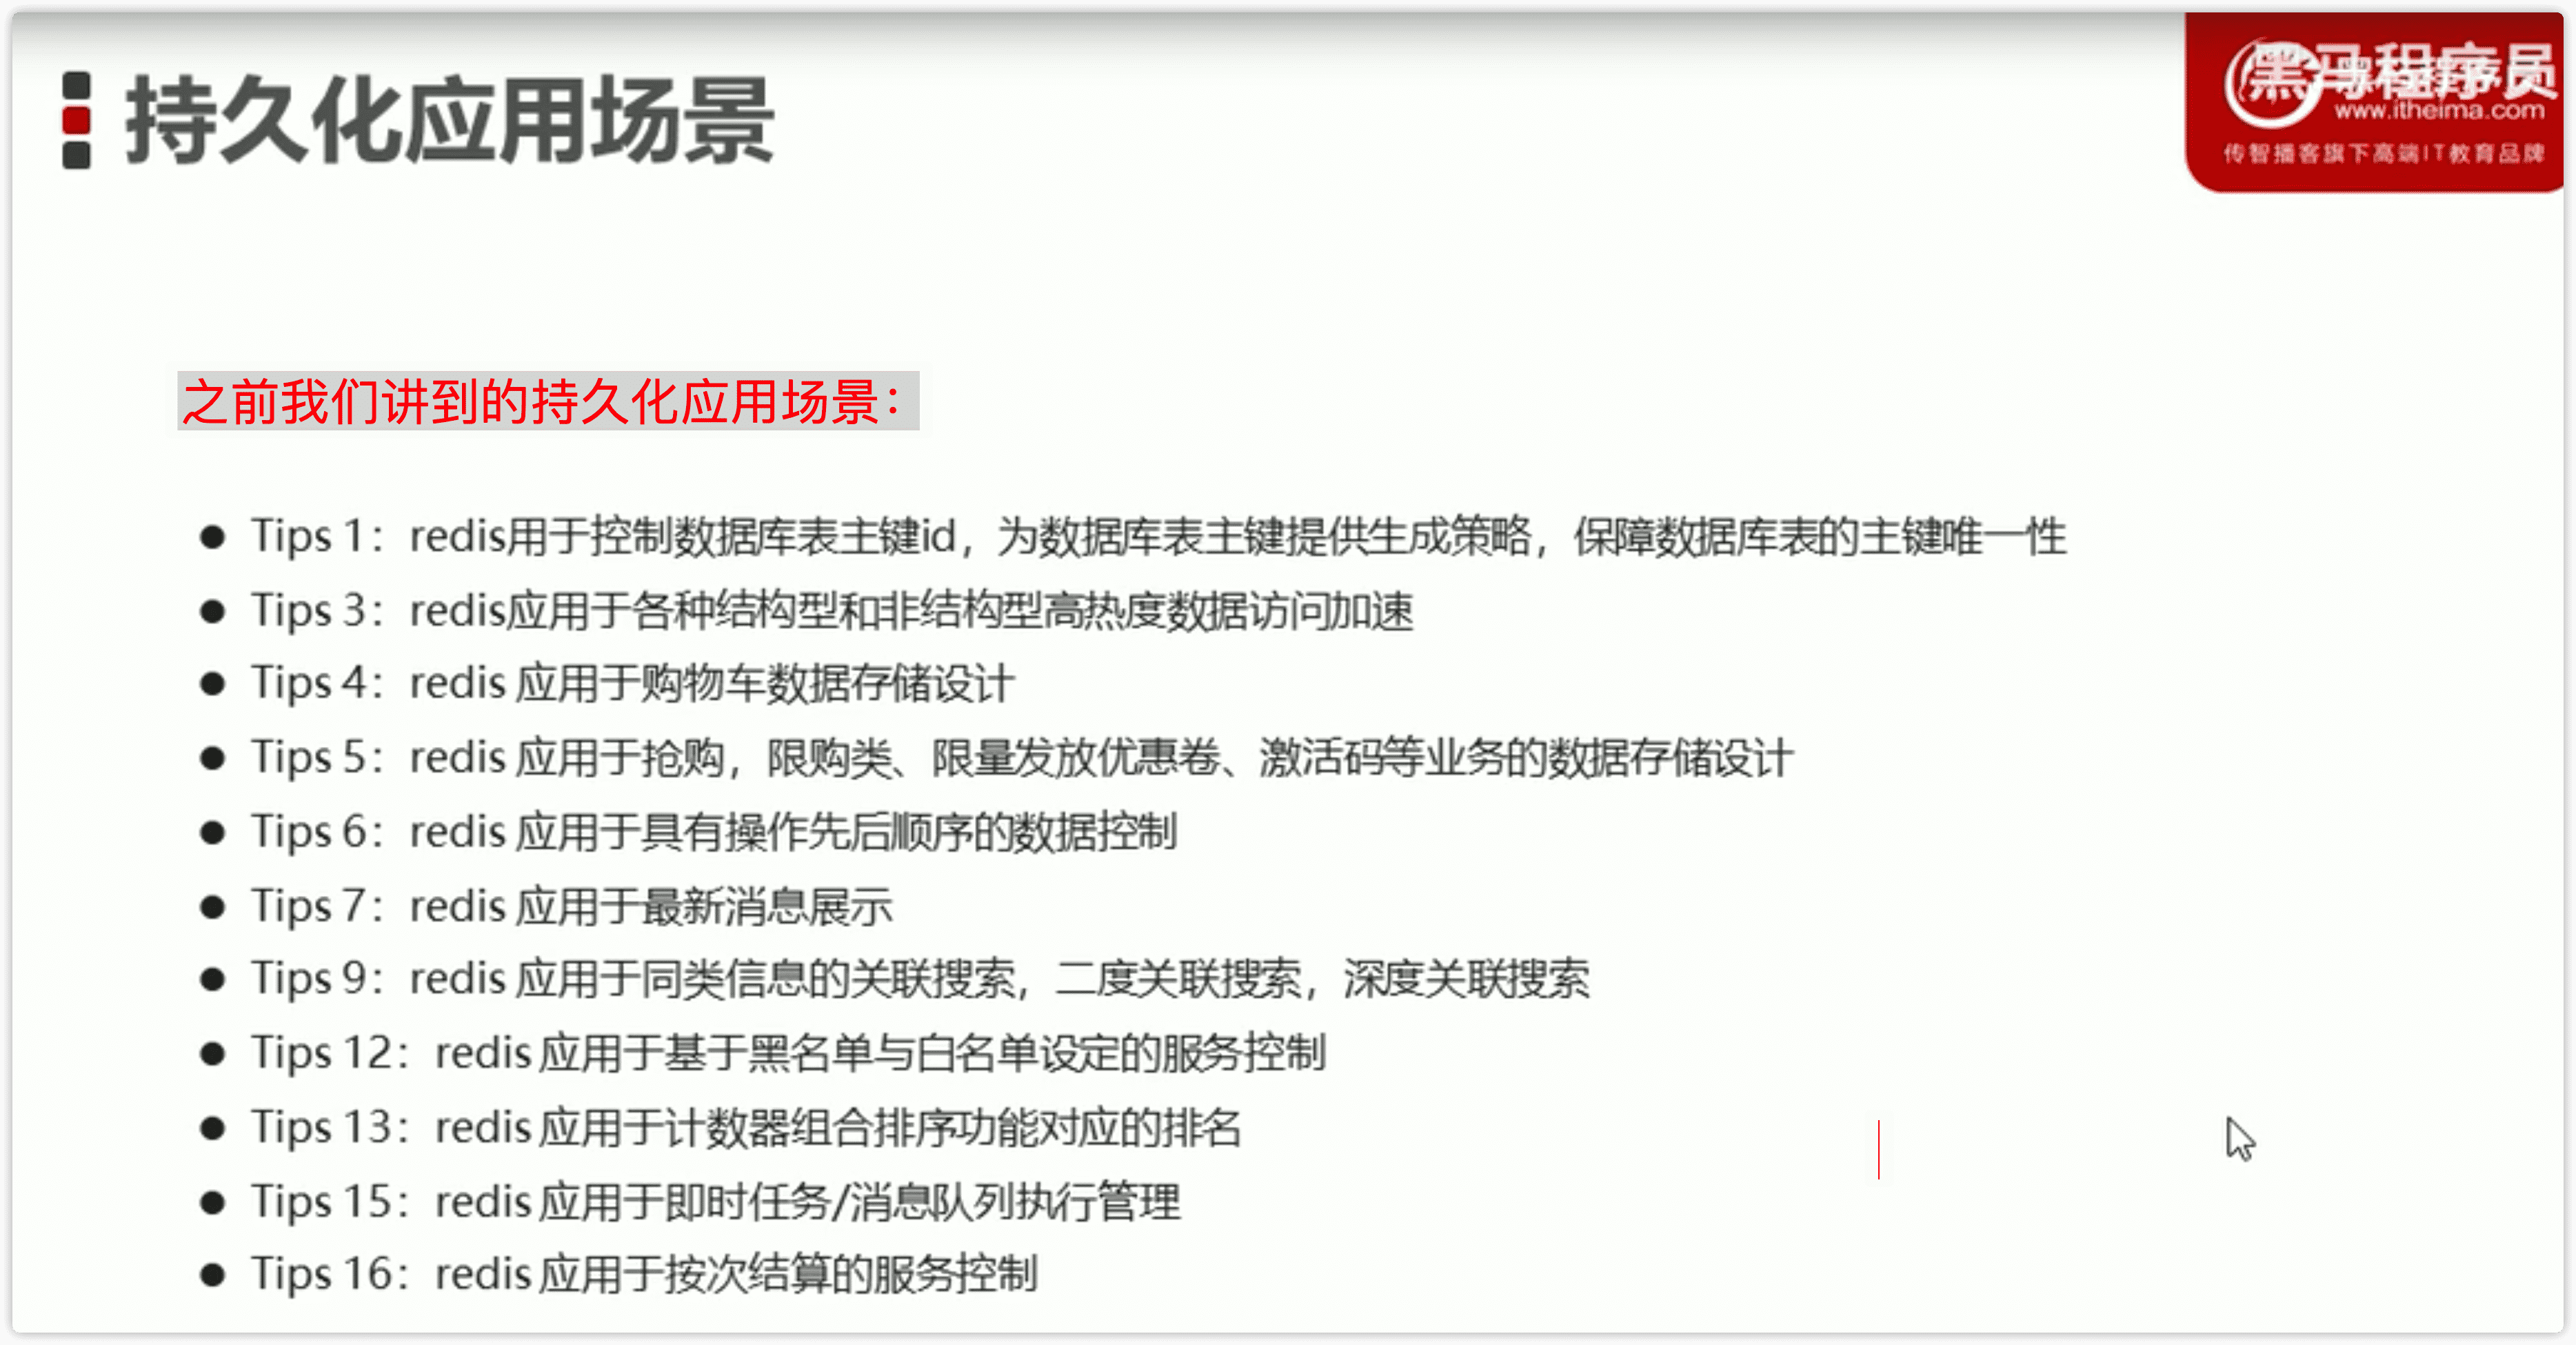 持久化应用场景
黑马程序员
www.itheima.com
传智播客旗下高端IT教育品牌
之前我们讲到的持久化应用场景：
● Tips 1：redis用于控制数据库表主键id，为数据库表主键提供生成策略，保障数据库表的主键唯一性
● Tips 3：redis应用于各种结构型和非结构型高热度数据访问加速
● Tips 4：redis 应用于购物车数据存储设计
● Tips 5：redis 应用于抢购，限购类、限量发放优惠卷、激活码等业务的数据存储设计
● Tips 6：redis 应用于具有操作先后顺序的数据控制
● Tips 7：redis 应用于最新消息展示
● Tips 9：redis 应用于同类信息的关联搜索，二度关联搜索，深度关联搜索
● Tips 12：redis 应用于基于黑名单与白名单设定的服务控制
● Tips 13：redis 应用于计数器组合排序功能对应的排名
● Tips 15：redis 应用于即时任务/消息队列执行管理
● Tips 16：redis 应用于按次结算的服务控制